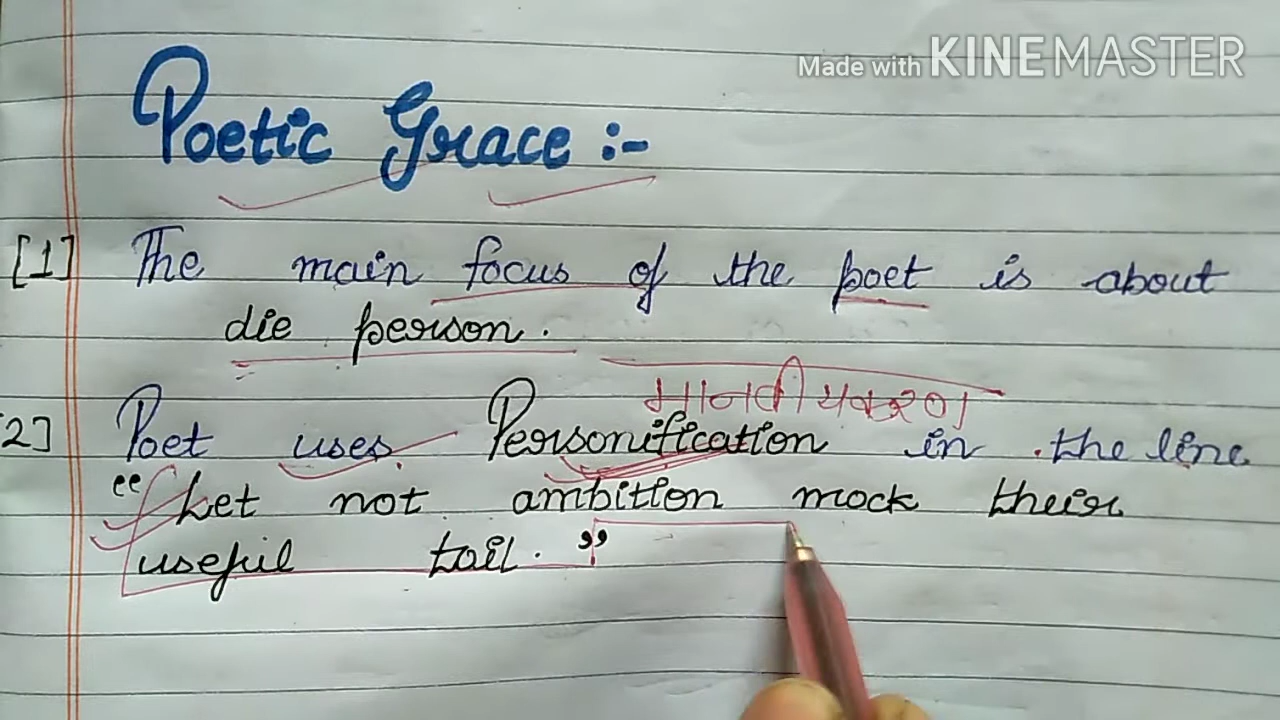 Made with KINEMASTER
Poetic Grace :-
[1] The main focus of the poet is about
die person.
मानवीयकरण
[2] Poet uses Personification in the line
"Let not ambition mock their
useful toil."